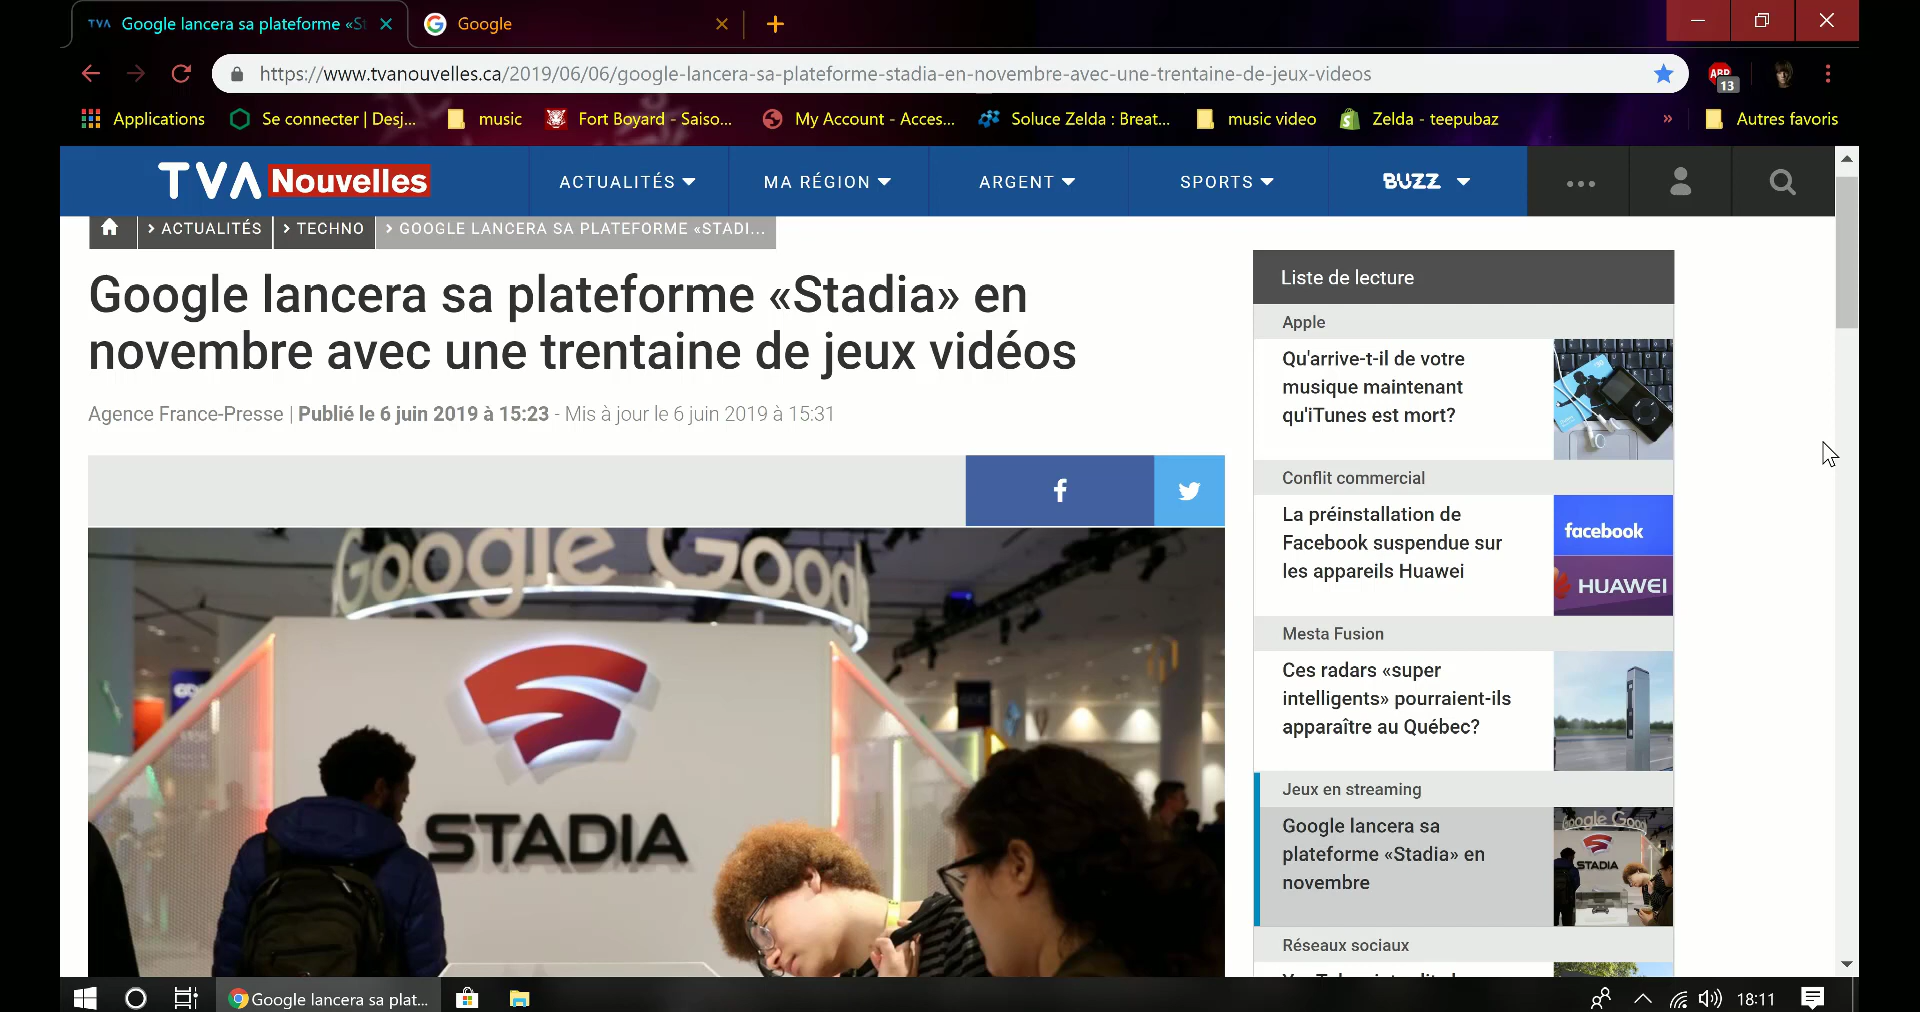 TVA Google lancera sa plateforme «St
Google
https://www.tvanouvelles.ca/2019/06/06/google-lancera-sa-plateforme-stadia-en-novembre-avec-une-trentaine-de-jeux-videos
ABP
13
Applications
Se connecter | Desj...
music
Fort Boyard - Saiso...
My Account - Acces...
Soluce Zelda : Breat...
music video
Zelda - teepubaz
»
Autres favoris
TVA Nouvelles
ACTUALITÉS
MA RÉGION
ARGENT
SPORTS
BUZZ
> ACTUALITÉS
> TECHNO
> GOOGLE LANCERA SA PLATEFORME «STADI...
Google lancera sa plateforme «Stadia» en
novembre avec une trentaine de jeux vidéos
Agence France-Presse | Publié le 6 juin 2019 à 15:23 - Mis à jour le 6 juin 2019 à 15:31
Google Goo
STADIA
Liste de lecture
Apple
Qu'arrive-t-il de votre
musique maintenant
qu'iTunes est mort?
Conflit commercial
La préinstallation de
Facebook suspendue sur
les appareils Huawei
facebook
HUAWEI
Mesta Fusion
Ces radars «super
intelligents» pourraient-ils
apparaître au Québec?
Jeux en streaming
Google lancera sa
plateforme «Stadia» en
novembre
Google Goo
STADIA
Réseaux sociaux
Google lancera sa plat...
18:11